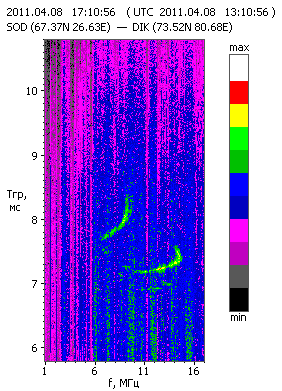 2011.04.08 17:10:56 (UTC 2011.04.08 13:10:56)
SOD (67.37N 26.63E) — DIK (73.52N 80.68E)
max
10
9
Tгр,
мс
8
7
6
min
1 6 11 16
f, МГц